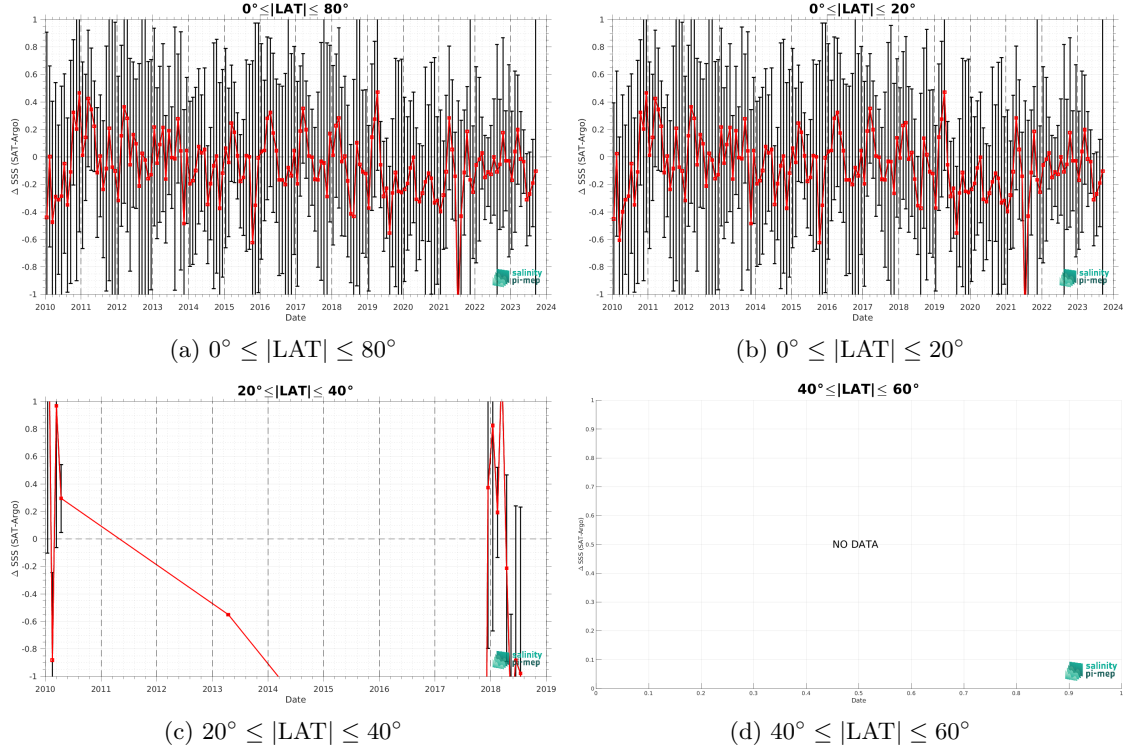 0°≤|LAT|≤ 80°
Δ SSS (SAT-Argo)
1
0.8
0.6
0.4
0.2
0
-0.2
-0.4
-0.6
-0.8
-1
2010 2011 2012 2013 2014 2015 2016 2017 2018 2019 2020 2021 2022 2023 2024
Date
salinity
pi-mep
(a) 0° ≤ |LAT| ≤ 80°
0°≤|LAT|≤ 20°
Δ SSS (SAT-Argo)
1
0.8
0.6
0.4
0.2
0
-0.2
-0.4
-0.6
-0.8
-1
2010 2011 2012 2013 2014 2015 2016 2017 2018 2019 2020 2021 2022 2023 2024
Date
salinity
pi-mep
(b) 0° ≤ |LAT| ≤ 20°
20°≤|LAT|≤ 40°
Δ SSS (SAT-Argo)
1
0.8
0.6
0.4
0.2
0
-0.2
-0.4
-0.6
-0.8
-1
2010 2011 2012 2013 2014 2015 2016 2017 2018 2019
Date
salinity
pi-mep
(c) 20° ≤ |LAT| ≤ 40°
40°≤|LAT|≤ 60°
Δ SSS (SAT-Argo)
1
0.9
0.8
0.7
0.6
0.5
0.4
0.3
0.2
0.1
0
NO DATA
0 0.1 0.2 0.3 0.4 0.5 0.6 0.7 0.8 0.9 1
Date
salinity
pi-mep
(d) 40° ≤ |LAT| ≤ 60°